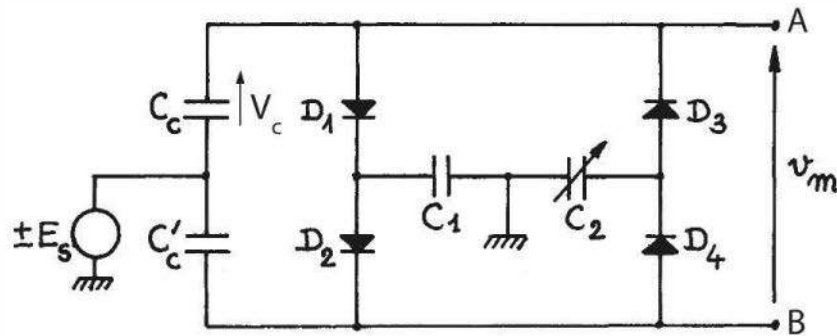 A
C_c
V_c
D_1
D_3
v_m
±E_s
C'_c
C_1
C_2
D_2
D_4
B